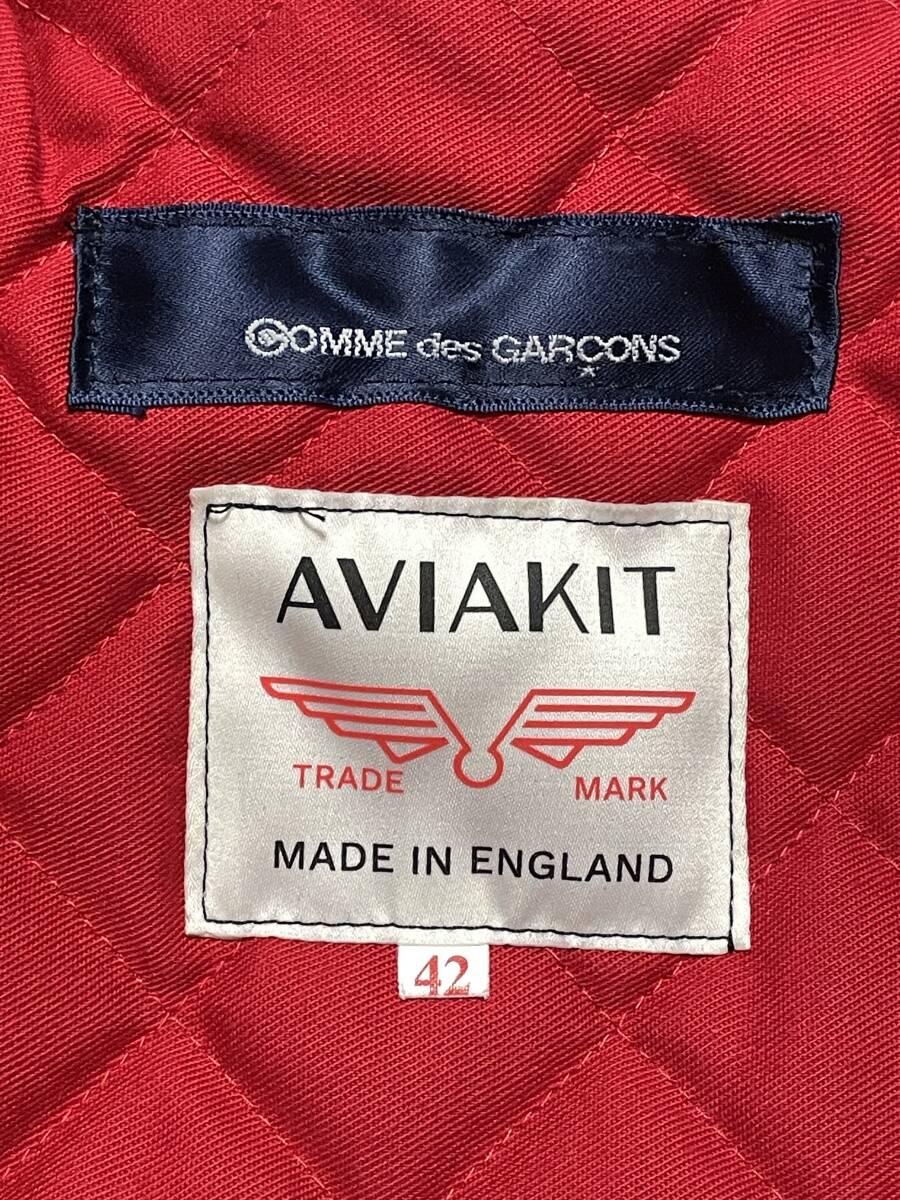 COMME des GARÇONS
AVIAKIT
TRADE MARK
MADE IN ENGLAND
42